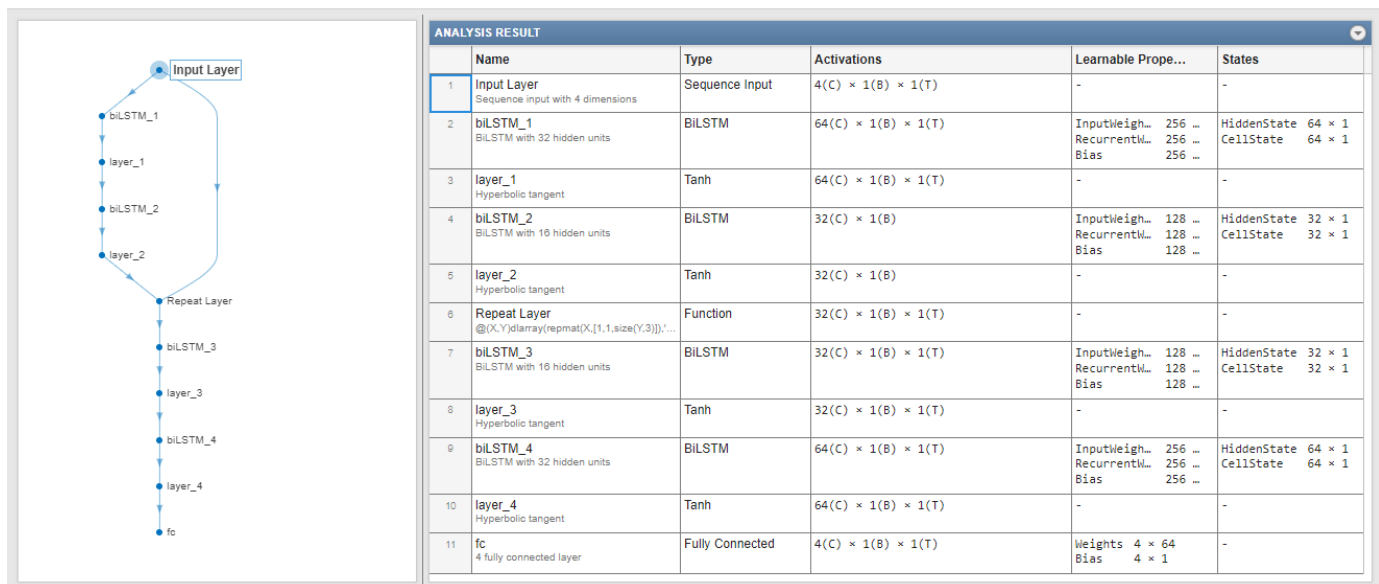 Input Layer
biLSTM_1
layer_1
biLSTM_2
layer_2
Repeat Layer
biLSTM_3
layer_3
biLSTM_4
layer_4
fc
ANALYSIS RESULT
Name Type Activations Learnable Prope... States
1 Input Layer Sequence Input 4(C) × 1(B) × 1(T) - -
Sequence input with 4 dimensions
2 biLSTM_1 BiLSTM 64(C) × 1(B) × 1(T) InputWeigh… 256 … HiddenState 64 × 1
BiLSTM with 32 hidden units RecurrentW… 256 … CellState 64 × 1
Bias 256 …
3 layer_1 Tanh 64(C) × 1(B) × 1(T) - -
Hyperbolic tangent
4 biLSTM_2 BiLSTM 32(C) × 1(B) InputWeigh… 128 … HiddenState 32 × 1
BiLSTM with 16 hidden units RecurrentW… 128 … CellState 32 × 1
Bias 128 …
5 layer_2 Tanh 32(C) × 1(B) - -
Hyperbolic tangent
6 Repeat Layer Function 32(C) × 1(B) × 1(T) - -
@(X,Y)dlarray(repmat(X,[1,1,size(Y,3)]),'...
7 biLSTM_3 BiLSTM 32(C) × 1(B) × 1(T) InputWeigh… 128 … HiddenState 32 × 1
BiLSTM with 16 hidden units RecurrentW… 128 … CellState 32 × 1
Bias 128 …
8 layer_3 Tanh 32(C) × 1(B) × 1(T) - -
Hyperbolic tangent
9 biLSTM_4 BiLSTM 64(C) × 1(B) × 1(T) InputWeigh… 256 … HiddenState 64 × 1
BiLSTM with 32 hidden units RecurrentW… 256 … CellState 64 × 1
Bias 256 …
10 layer_4 Tanh 64(C) × 1(B) × 1(T) - -
Hyperbolic tangent
11 fc Fully Connected 4(C) × 1(B) × 1(T) Weights 4 × 64 -
4 fully connected layer Bias 4 × 1